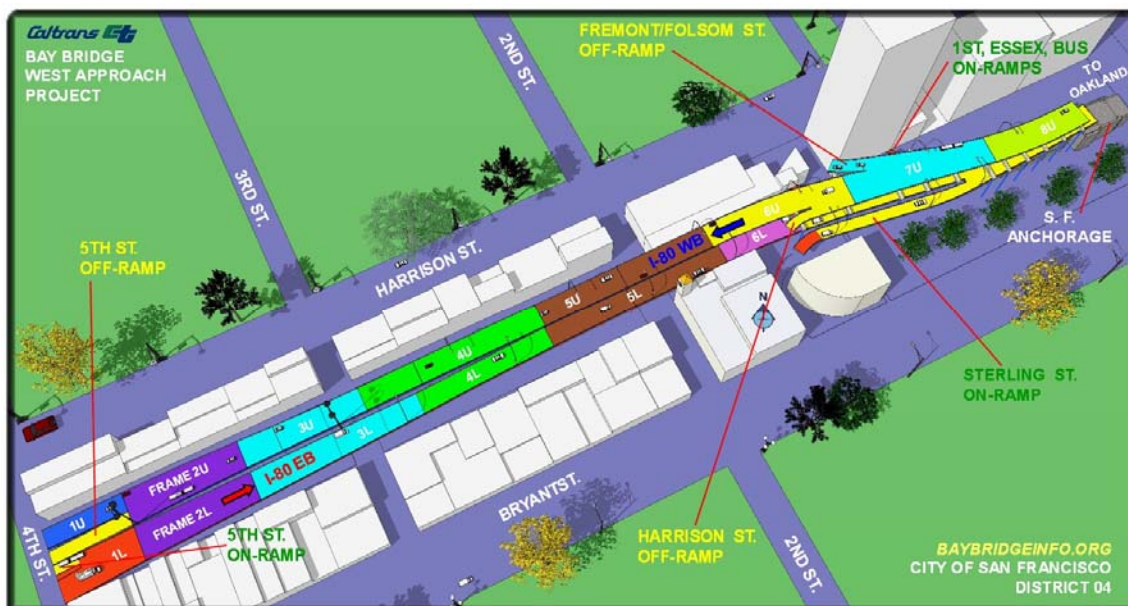 Caltrans
BAY BRIDGE
WEST APPROACH
PROJECT
2ND ST.
FREMONT/FOLSOM ST.
OFF-RAMP
1ST, ESSEX, BUS
ON-RAMPS
TO
OAKLAND
3RD ST.
8U
7U
6U
6L
S. F.
ANCHORAGE
5TH ST.
OFF-RAMP
HARRISON ST.
I-80 WB
5U
5L
N
4U
4L
STERLING ST.
ON-RAMP
3U
3L
FRAME 2U
I-80 EB
FRAME 2L
1U
1L
BRYANT ST.
4TH ST.
5TH ST.
ON-RAMP
HARRISON ST.
OFF-RAMP
2ND ST.
BAYBRIDGEINFO.ORG
CITY OF SAN FRANCISCO
DISTRICT 04